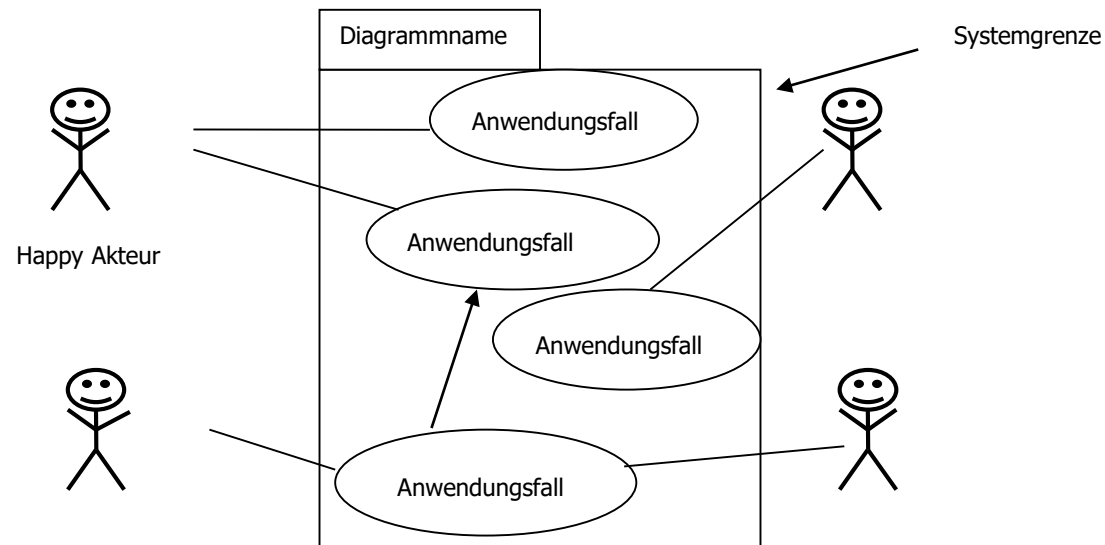 Diagrammname
Systemgrenze
Anwendungsfall
Anwendungsfall
Happy Akteur
Anwendungsfall
Anwendungsfall